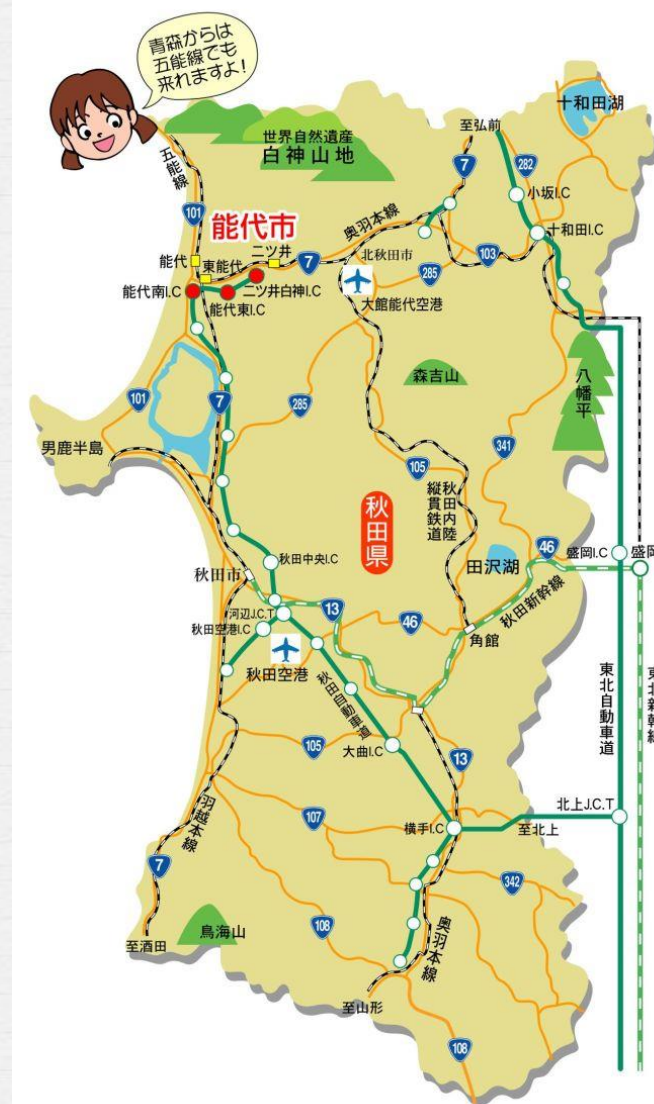 青森からは
五能線でも
来れますよ!
十和田湖
世界自然遺産
白神山地
至弘前
282
7
五能線
小坂I.C
101
能代市
奥羽本線
十和田I.C
103
二ツ井
7
能代
東能代
北秋田市
285
能代南I.C
二ツ井白神I.C
能代東I.C
大館能代空港
森吉山
八幡平
101
7
285
341
男鹿半島
105
秋田内陸
縦貫鉄道
秋田県
秋田中央I.C
田沢湖
46
盛岡I.C
盛岡
秋田市
秋田新幹線
河辺J.C.T
13
46
秋田空港I.C
角館
秋田空港
秋田自動車道
東北自動車道
東北新幹線
105
大曲I.C
13
羽越本線
107
北上J.C.T
横手I.C
至北上
7
342
鳥海山
108
奥羽本線
至酒田
至山形
108